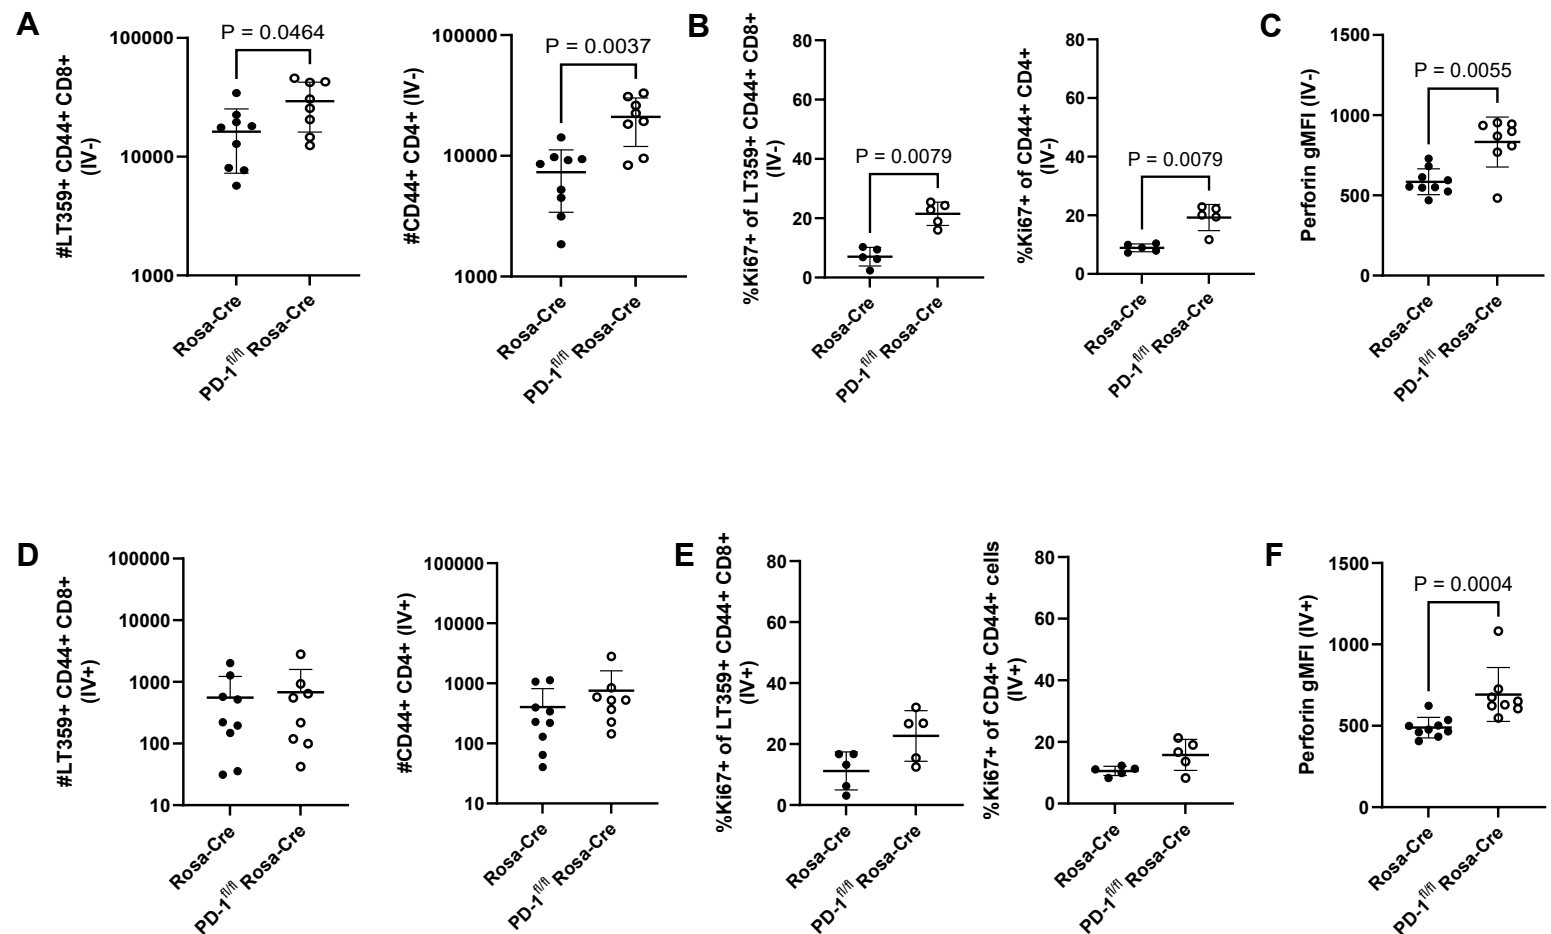 A
#LT359+ CD44+ CD8+
(IV-)
100000
10000
1000
P = 0.0464
Rosa-Cre
PD-1fl/fl Rosa-Cre
#CD44+ CD4+ (IV-)
100000
10000
1000
P = 0.0037
Rosa-Cre
PD-1fl/fl Rosa-Cre
B
%Ki67+ of LT359+ CD44+ CD8+
(IV-)
80
60
40
20
0
P = 0.0079
Rosa-Cre
PD-1fl/fl Rosa-Cre
%Ki67+ of CD44+ CD4+
(IV-)
80
60
40
20
0
P = 0.0079
Rosa-Cre
PD-1fl/fl Rosa-Cre
C
Perforin gMFI (IV-)
1500
1000
500
0
P = 0.0055
Rosa-Cre
PD-1fl/fl Rosa-Cre
D
#LT359+ CD44+ CD8+
(IV+)
100000
10000
1000
100
10
Rosa-Cre
PD-1fl/fl Rosa-Cre
#CD44+ CD4+ (IV+)
100000
10000
1000
100
10
Rosa-Cre
PD-1fl/fl Rosa-Cre
E
%Ki67+ of LT359+ CD44+ CD8+
(IV+)
80
60
40
20
0
Rosa-Cre
PD-1fl/fl Rosa-Cre
%Ki67+ of CD4+ CD44+ cells
(IV+)
80
60
40
20
0
Rosa-Cre
PD-1fl/fl Rosa-Cre
F
Perforin gMFI (IV+)
1500
1000
500
0
P = 0.0004
Rosa-Cre
PD-1fl/fl Rosa-Cre